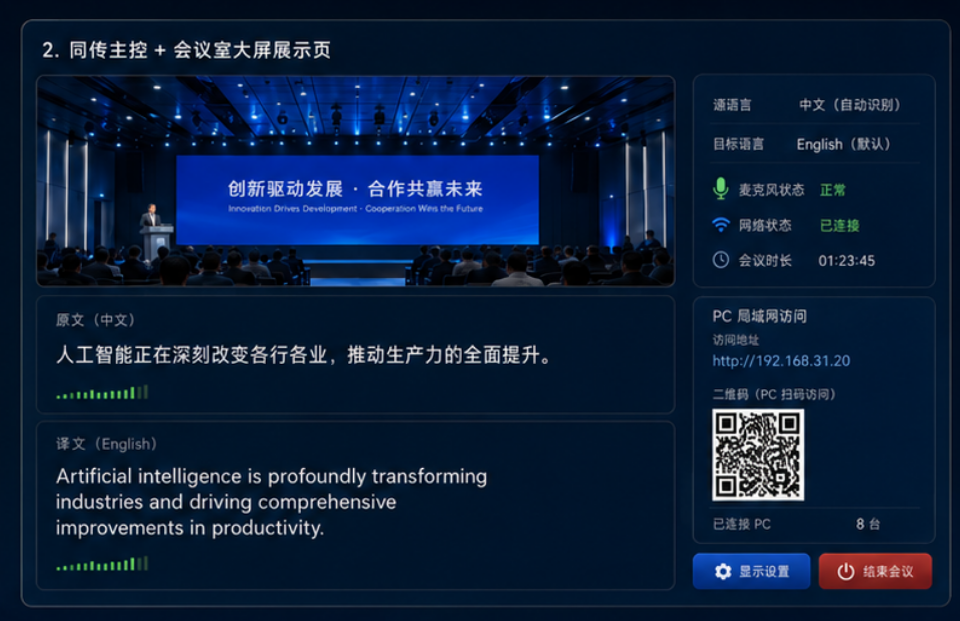 2. 同传主控 + 会议室大屏展示页
创新驱动发展 · 合作共赢未来
Innovation Drives Development · Cooperation Wins the Future
原文（中文）
人工智能正在深刻改变各行各业，推动生产力的全面提升。
译文（English）
Artificial intelligence is profoundly transforming
industries and driving comprehensive
improvements in productivity.
语言 中文（自动识别）
目标语言 English（默认）
麦克风状态 正常
网络状态 已连接
会议时长 01:23:45
PC 局域网访问
访问地址
http://192.168.31.20
二维码（PC 扫码访问）
已连接 PC 8 台
显示设置
结束会议